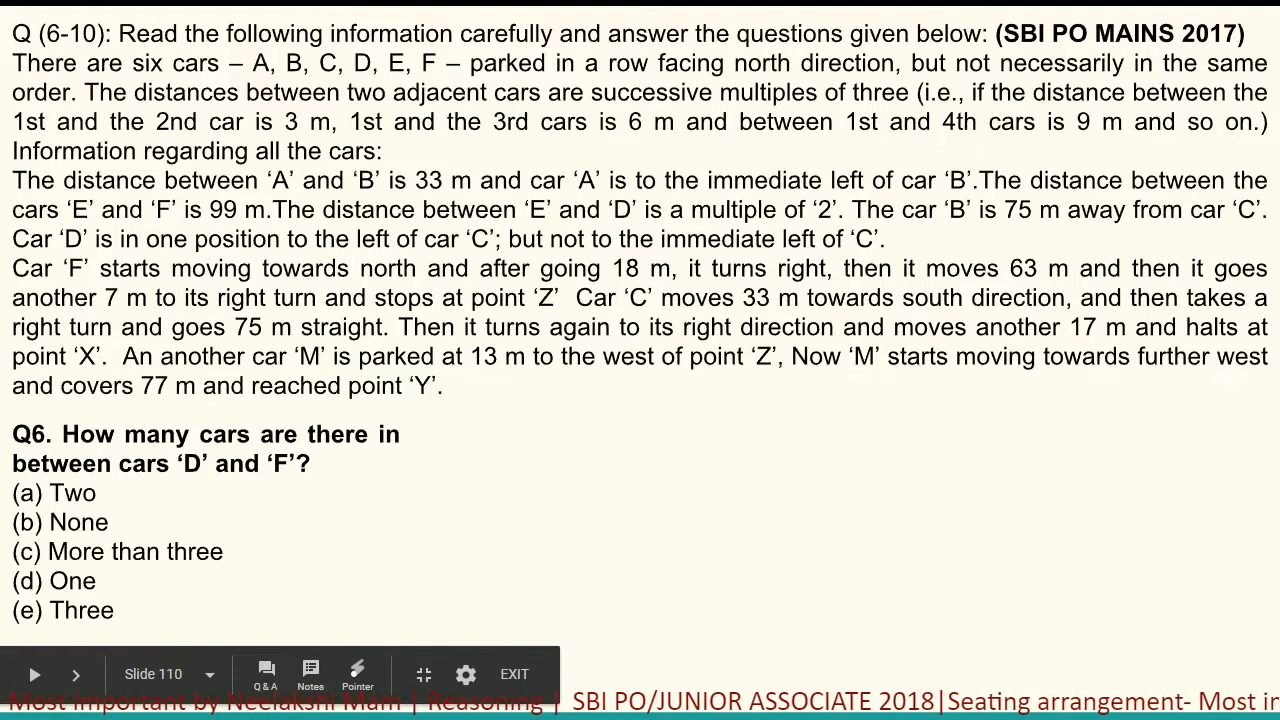 Q (6-10): Read the following information carefully and answer the questions given below: (SBI PO MAINS 2017)
There are six cars – A, B, C, D, E, F – parked in a row facing north direction, but not necessarily in the same
order. The distances between two adjacent cars are successive multiples of three (i.e., if the distance between the
1st and the 2nd car is 3 m, 1st and the 3rd cars is 6 m and between 1st and 4th cars is 9 m and so on.)
Information regarding all the cars:
The distance between ‘A’ and ‘B’ is 33 m and car ‘A’ is to the immediate left of car ‘B’.The distance between the
cars ‘E’ and ‘F’ is 99 m.The distance between ‘E’ and ‘D’ is a multiple of ‘2’. The car ‘B’ is 75 m away from car ‘C’.
Car ‘D’ is in one position to the left of car ‘C’; but not to the immediate left of ‘C’.
Car ‘F’ starts moving towards north and after going 18 m, it turns right, then it moves 63 m and then it goes
another 7 m to its right turn and stops at point ‘Z’ Car ‘C’ moves 33 m towards south direction, and then takes a
right turn and goes 75 m straight. Then it turns again to its right direction and moves another 17 m and halts at
point ‘X’. An another car ‘M’ is parked at 13 m to the west of point ‘Z’, Now ‘M’ starts moving towards further west
and covers 77 m and reached point ‘Y’.
Q6. How many cars are there in
between cars ‘D’ and ‘F’?
(a) Two
(b) None
(c) More than three
(d) One
(e) Three
Slide 110
Q & A
Notes
Pointer
EXIT
Most important by Neelakshi Mam | Reasoning | SBI PO/JUNIOR ASSOCIATE 2018|Seating arrangement- Most